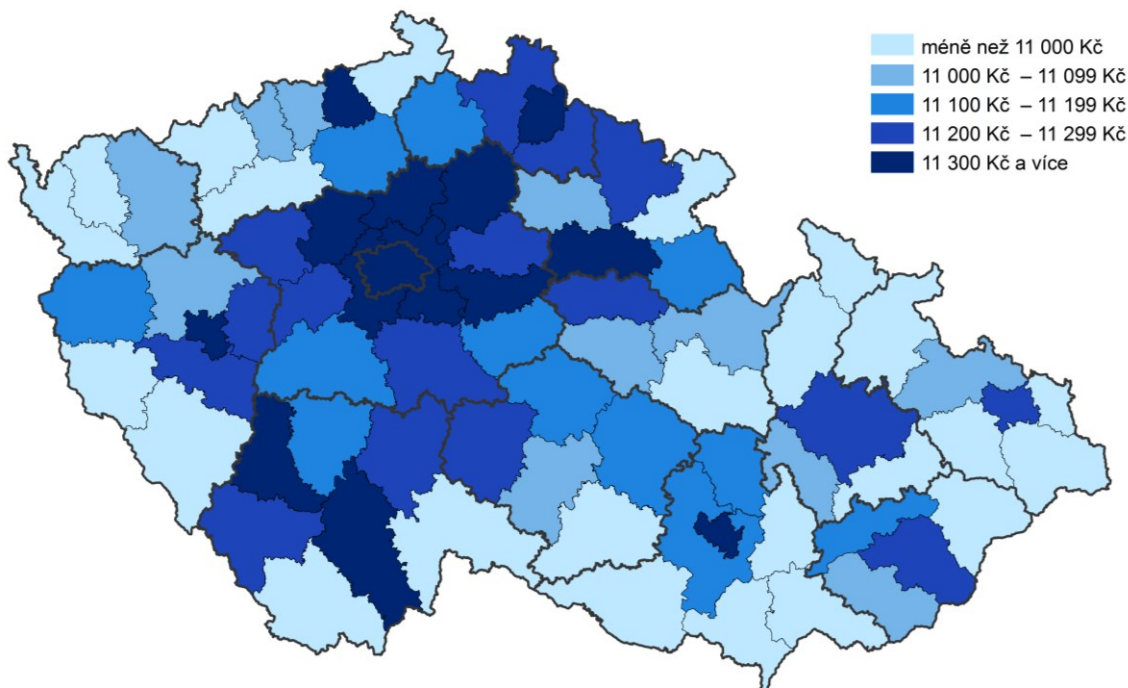 méně než 11 000 Kč
11 000 Kč – 11 099 Kč
11 100 Kč – 11 199 Kč
11 200 Kč – 11 299 Kč
11 300 Kč a více